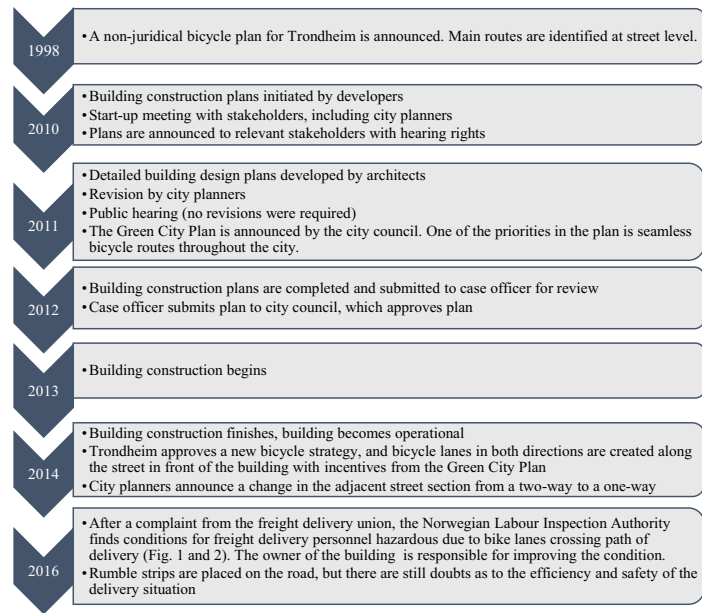 1998
• A non-juridical bicycle plan for Trondheim is announced. Main routes are identified at street level.
2010
• Building construction plans initiated by developers
• Start-up meeting with stakeholders, including city planners
• Plans are announced to relevant stakeholders with hearing rights
2011
• Detailed building design plans developed by architects
• Revision by city planners
• Public hearing (no revisions were required)
• The Green City Plan is announced by the city council. One of the priorities in the plan is seamless
bicycle routes throughout the city.
2012
• Building construction plans are completed and submitted to case officer for review
• Case officer submits plan to city council, which approves plan
2013
• Building construction begins
2014
• Building construction finishes, building becomes operational
• Trondheim approves a new bicycle strategy, and bicycle lanes in both directions are created along
the street in front of the building with incentives from the Green City Plan
• City planners announce a change in the adjacent street section from a two-way to a one-way
2016
• After a complaint from the freight delivery union, the Norwegian Labour Inspection Authority
finds conditions for freight delivery personnel hazardous due to bike lanes crossing path of
delivery (Fig. 1 and 2). The owner of the building is responsible for improving the condition.
• Rumble strips are placed on the road, but there are still doubts as to the efficiency and safety of the
delivery situation